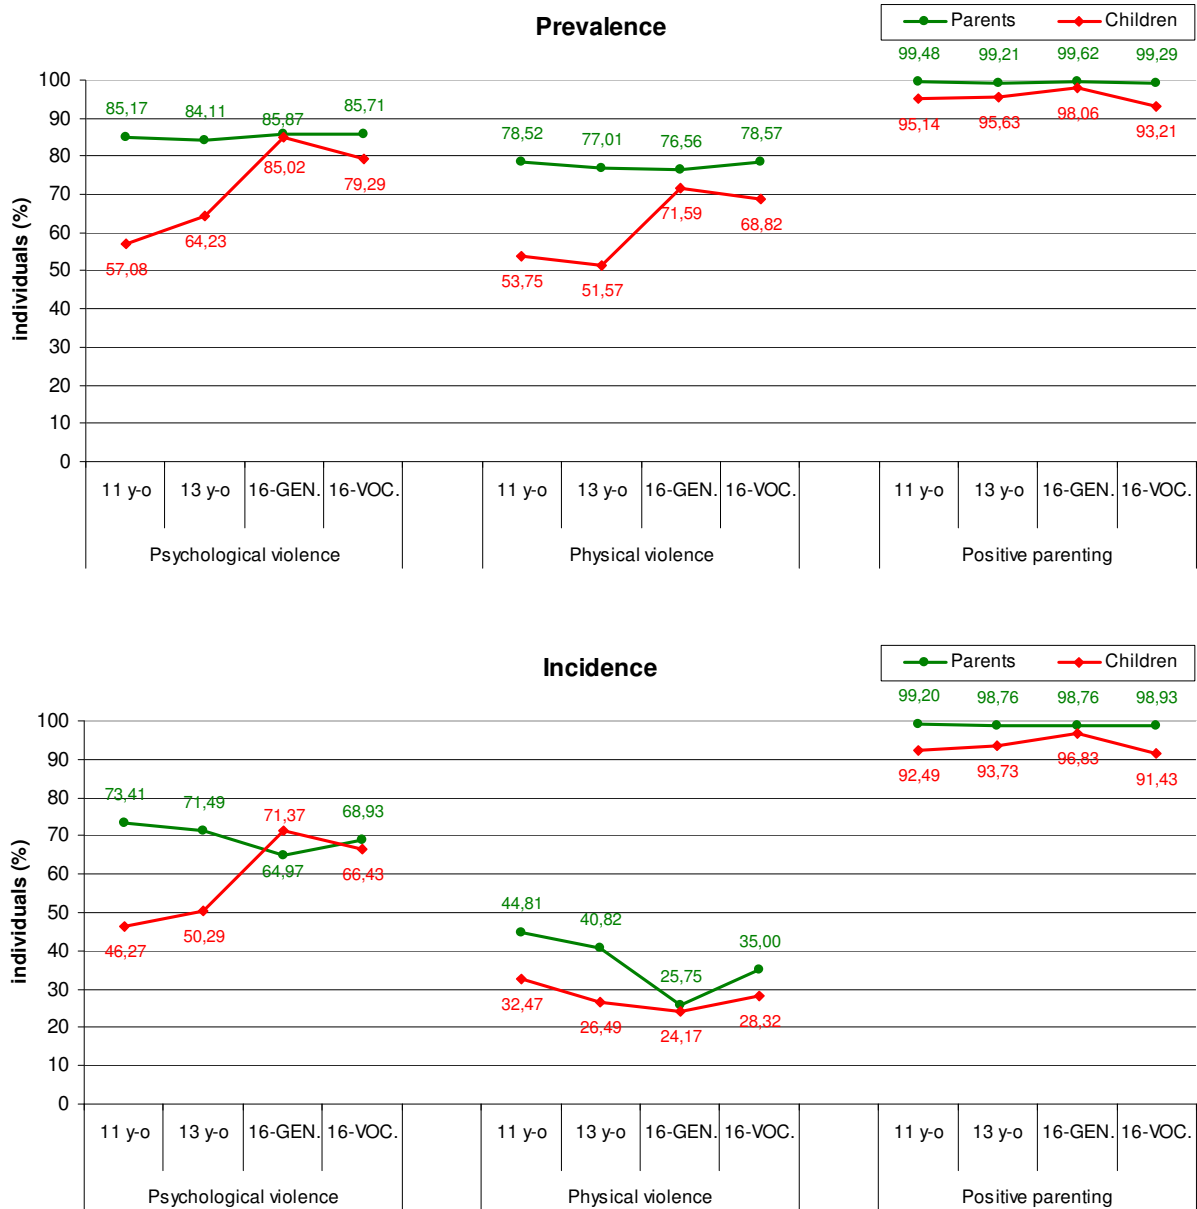 Prevalence
Parents Children
99,48 99,21 99,62 99,29
100
90
80
70
60
50
40
30
20
10
0
individuals (%)
85,17 84,11 85,87 85,71
57,08 64,23 85,02 79,29
78,52 77,01 76,56 78,57
53,75 51,57 71,59 68,82
95,14 95,63 98,06 93,21
11 y-o 13 y-o 16-GEN. 16-VOC. 11 y-o 13 y-o 16-GEN. 16-VOC. 11 y-o 13 y-o 16-GEN. 16-VOC.
Psychological violence Physical violence Positive parenting
Incidence
Parents Children
99,20 98,76 98,76 98,93
100
90
80
70
60
50
40
30
20
10
0
individuals (%)
73,41 71,49 64,97 68,93
46,27 50,29 71,37 66,43
44,81 40,82 25,75 35,00
32,47 26,49 24,17 28,32
92,49 93,73 96,83 91,43
11 y-o 13 y-o 16-GEN. 16-VOC. 11 y-o 13 y-o 16-GEN. 16-VOC. 11 y-o 13 y-o 16-GEN. 16-VOC.
Psychological violence Physical violence Positive parenting